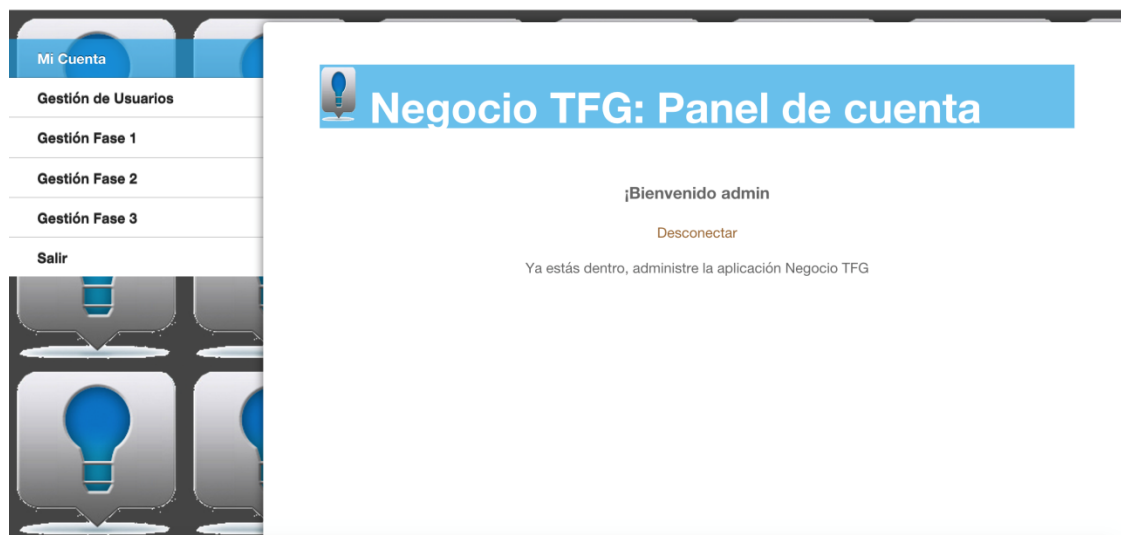 Mi Cuenta
Gestión de Usuarios
Gestión Fase 1
Gestión Fase 2
Gestión Fase 3
Salir
Negocio TFG: Panel de cuenta
¡Bienvenido admin
Desconectar
Ya estás dentro, administre la aplicación Negocio TFG